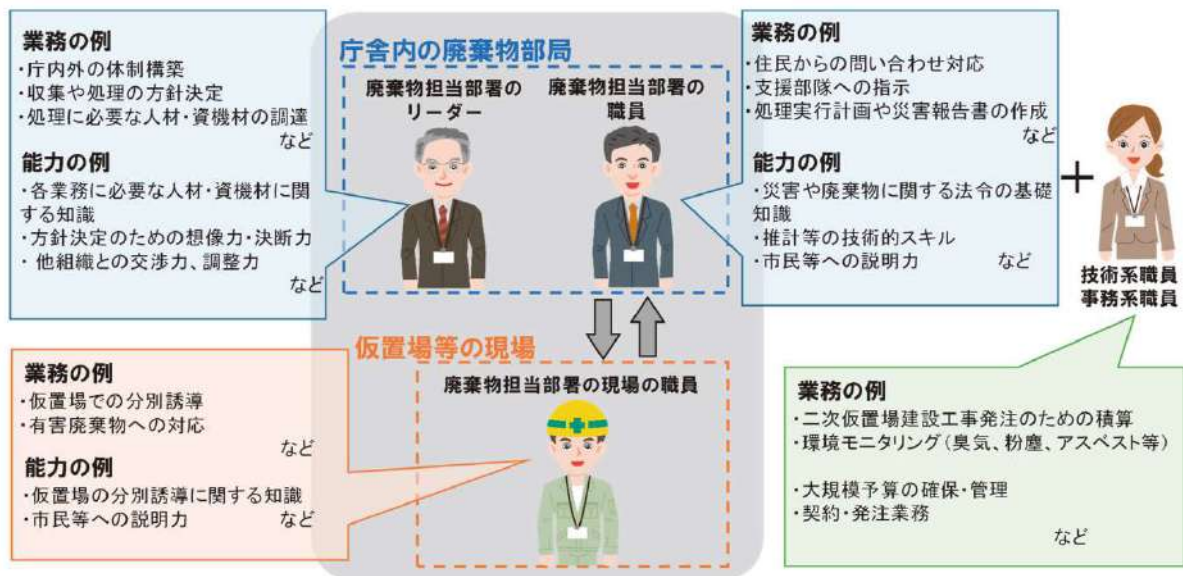 業務の例
・庁内外の体制構築
・収集や処理の方針決定
・処理に必要な人材・資機材の調達
など
能力の例
・各業務に必要な人材・資機材に関
する知識
・方針決定のための想像力・決断力
・他組織との交渉力、調整力
など
庁舎内の廃棄物部局
廃棄物担当部署の
リーダー
廃棄物担当部署の
職員
業務の例
・住民からの問い合わせ対応
・支援部隊への指示
・処理実行計画や災害報告書の作成
など
能力の例
・災害や廃棄物に関する法令の基礎
知識
・推計等の技術的スキル
・市民等への説明力 など
+
技術系職員
事務系職員
仮置場等の現場
廃棄物担当部署の現場の職員
業務の例
・仮置場での分別誘導
・有害廃棄物への対応
など
能力の例
・仮置場の分別誘導に関する知識
・市民等への説明力 など
業務の例
・二次仮置場建設工事発注のための積算
・環境モニタリング(臭気、粉塵、アスベスト等)
・大規模予算の確保・管理
・契約・発注業務
など